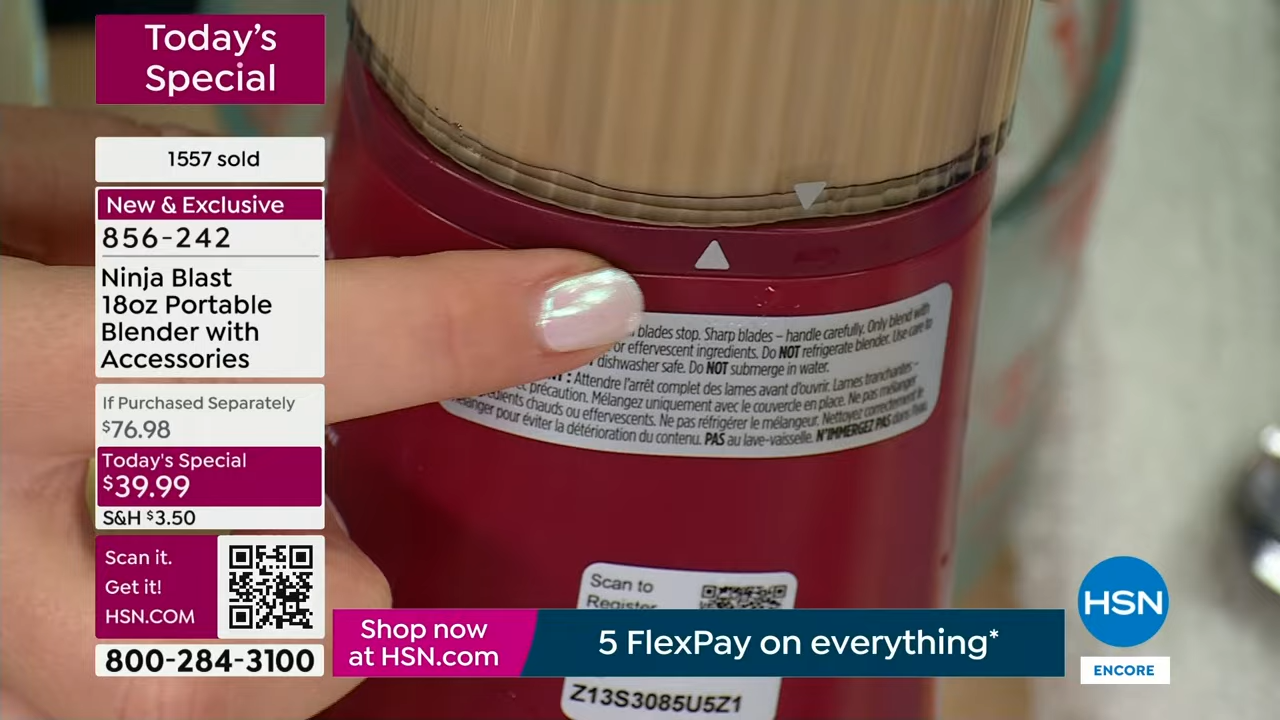 Today's
Special
1557 sold
New & Exclusive
856-242
Ninja Blast
18oz Portable
Blender with
Accessories
If Purchased Separately
$76.98
Today's Special
$39.99
S&H $3.50
Scan it.
Get it!
HSN.COM
800-284-3100
blades stop. Sharp blades – handle carefully. Only blend with
or effervescent ingredients. Do NOT refrigerate blender. Use care to
dishwasher safe. Do NOT submerge in water.
: Attendre l'arrêt complet des lames avant d'ouvrir. Lames tranchantes –
précaution. Mélangez uniquement avec le couvercle en place. Ne pas mélanger
chauds ou effervescents. Ne pas réfrigérer le mélangeur. Nettoyez correctement le
pour éviter la détérioration du contenu. PAS au lave-vaisselle. N'IMMERGEZ PAS dans l'eau.
Scan to
Register
Z13S3085U5Z1
Shop now
at HSN.com
5 FlexPay on everything*
HSN
ENCORE